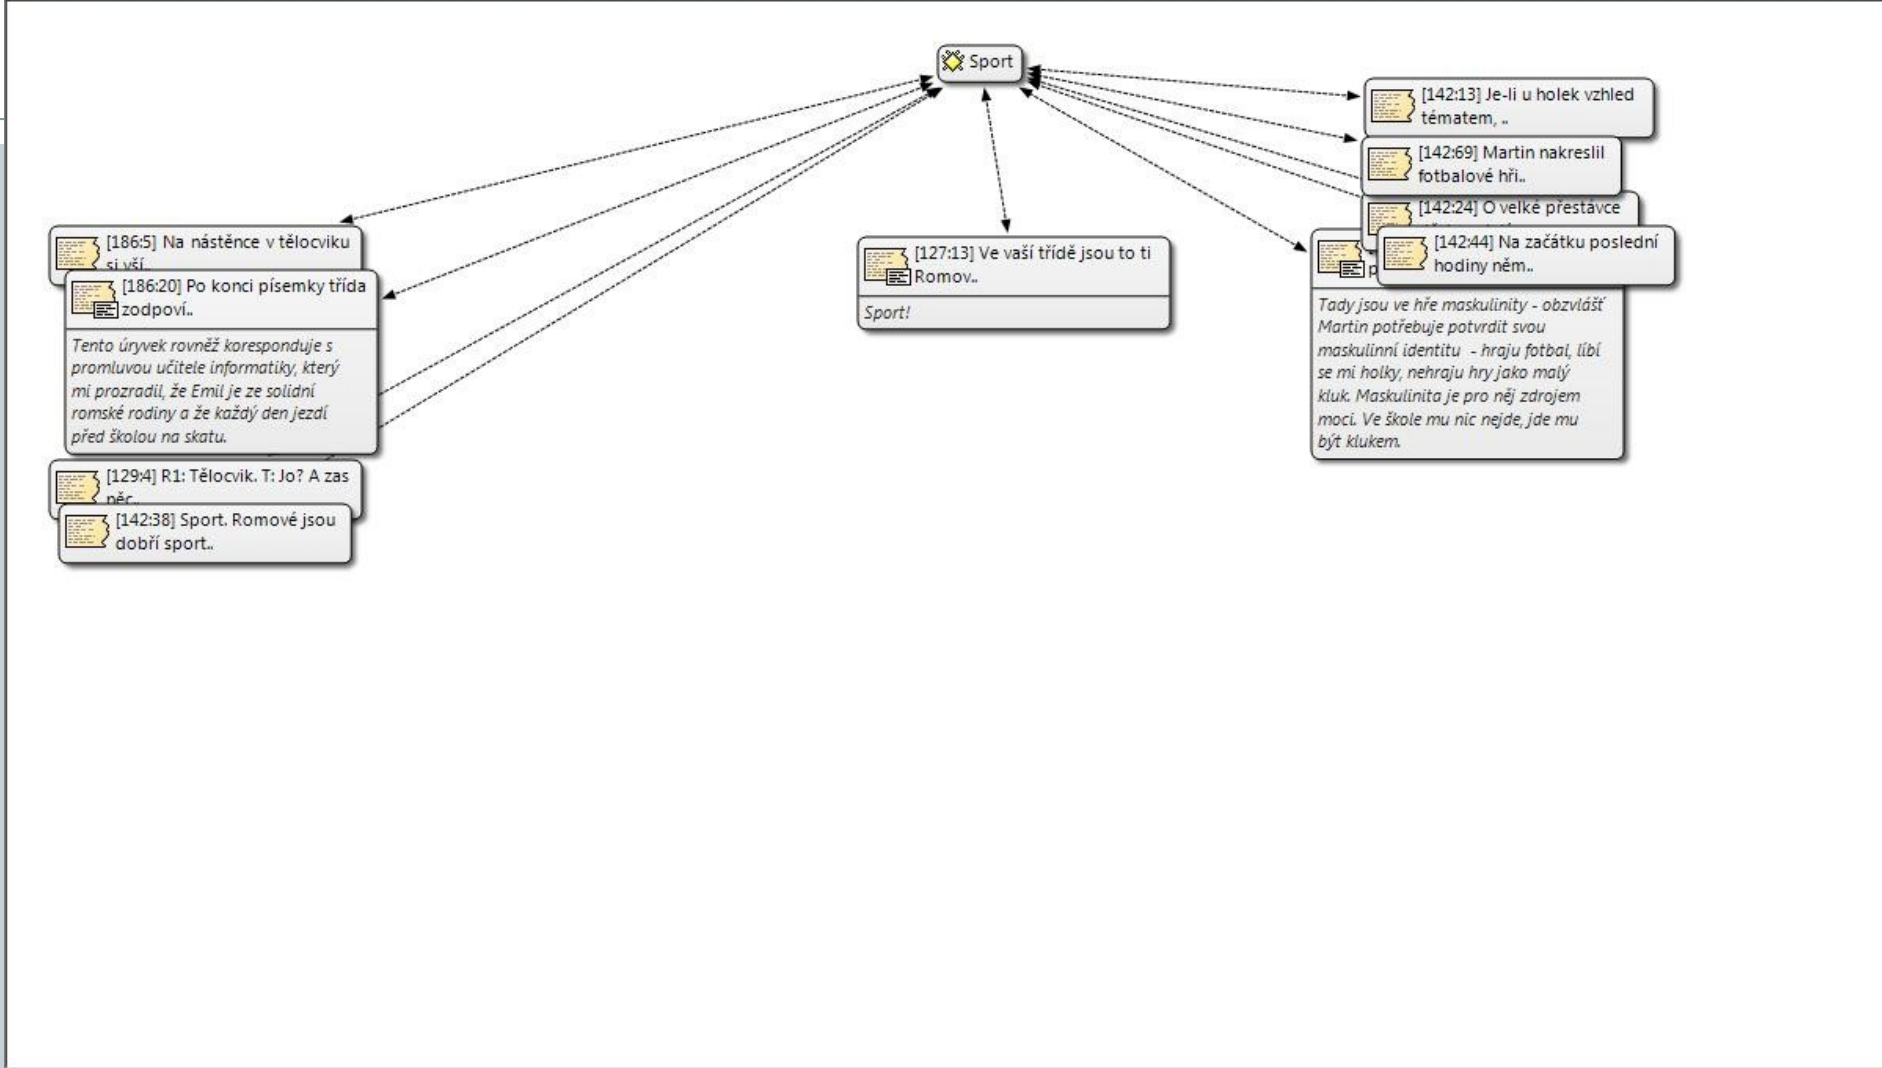 Sport
[142:13] Je-li u holek vzhled
tématem, ..
[142:69] Martin nakreslil
fotbalové hři..
[142:24] O velké přestávce
[142:44] Na začátku poslední
hodiny něm..
Tady jsou ve hře maskulinity - obzvlášť
Martin potřebuje potvrdit svou
maskulinní identitu - hraju fotbal, líbí
se mi holky, nehraju hry jako malý
kluk. Maskulinita je pro něj zdrojem
moci. Ve škole mu nic nejde, jde mu
být klukem.
[127:13] Ve vaší třídě jsou to ti
Romov..
Sport!
[186:5] Na nástěnce v tělocviku
si vší..
[186:20] Po konci písemky třída
zodpoví..
Tento úryvek rovněž koresponduje s
promluvou učitele informatiky, který
mi prozradil, že Emil je ze solidní
romské rodiny a že každý den jezdí
před školou na skatu.
[129:4] R1: Tělocvik. T: Jo? A zas
něc..
[142:38] Sport. Romové jsou
dobří sport..